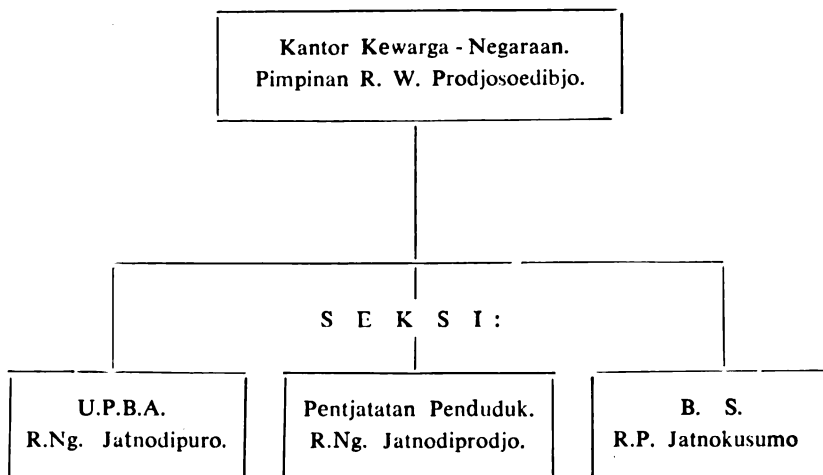 Kantor Kewarga - Negaraan.
Pimpinan R. W. Prodjosoedibjo.
S E K S I :
U.P.B.A.
R.Ng. Jatnodipuro.
Pentjatatan Penduduk.
R.Ng. Jatnodiprodjo.
B. S.
R.P. Jatnokusumo